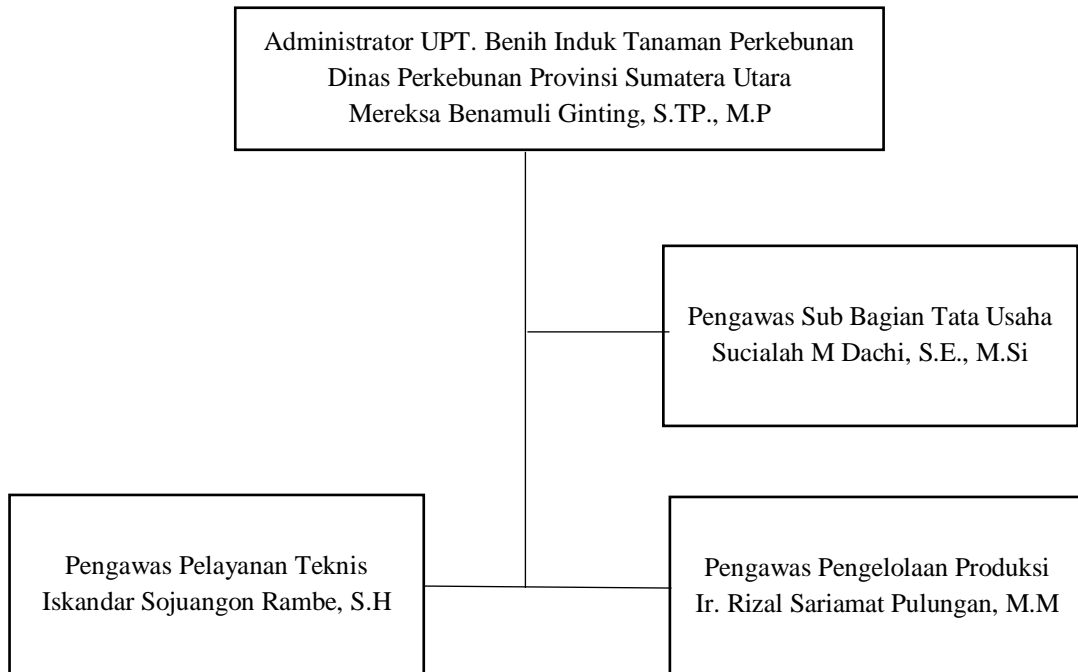 Administrator UPT. Benih Induk Tanaman Perkebunan
Dinas Perkebunan Provinsi Sumatera Utara
Mereksa Benamuli Ginting, S.TP., M.P
Pengawas Sub Bagian Tata Usaha
Sucialah M Dachi, S.E., M.Si
Pengawas Pelayanan Teknis
Iskandar Sojuangon Rambe, S.H
Pengawas Pengelolaan Produksi
Ir. Rizal Sariamat Pulungan, M.M